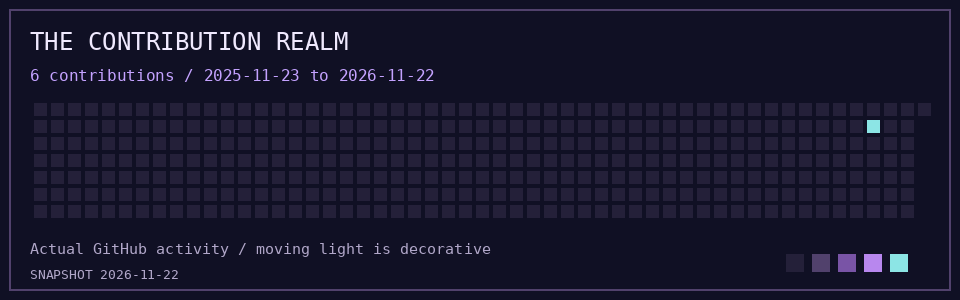 THE CONTRIBUTION REALM
6 contributions / 2025-11-23 to 2026-11-22
Actual GitHub activity / moving light is decorative
SNAPSHOT 2026-11-22